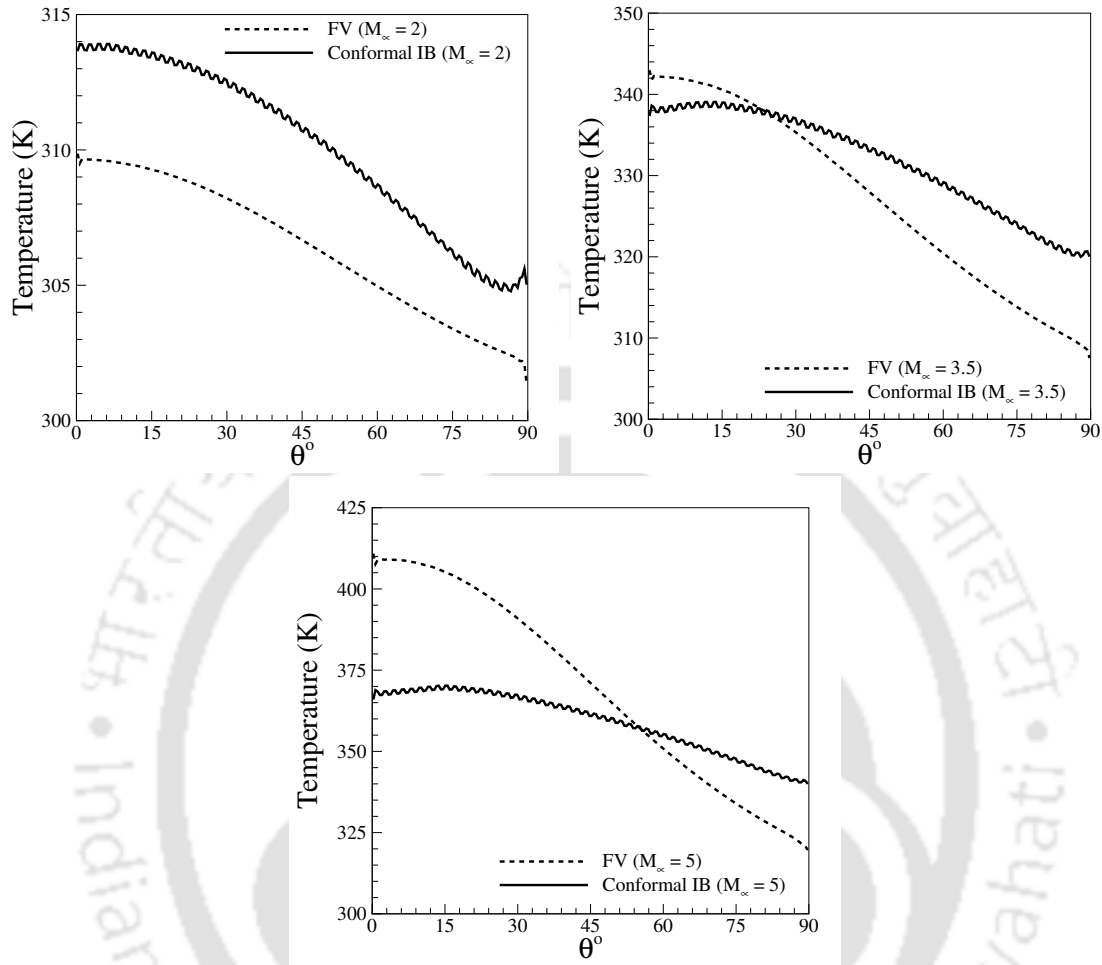 315
310
305
300
Temperature (K)
0 15 30 45 60 75 90
θ°
FV (M∝ = 2)
Conformal IB (M∝ = 2)
350
340
330
320
310
300
Temperature (K)
0 15 30 45 60 75 90
θ°
FV (M∝ = 3.5)
Conformal IB (M∝ = 3.5)
425
400
375
350
325
300
Temperature (K)
0 15 30 45 60 75 90
θ°
FV (M∝ = 5)
Conformal IB (M∝ = 5)
Indian